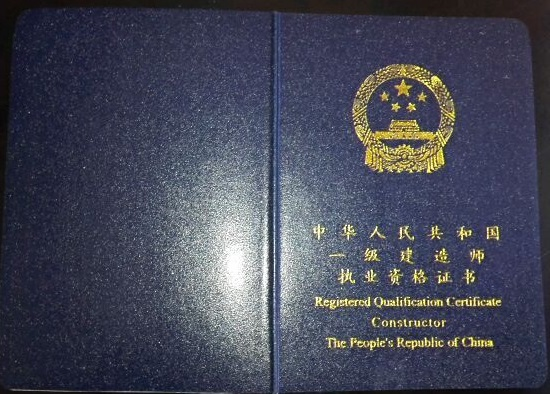 中华人民共和国
一级建造师
执业资格证书
Registered Qualification Certificate
Constructor
The People's Republic of China